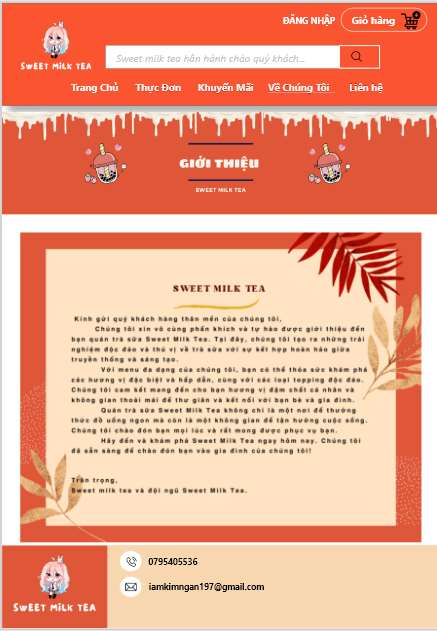 ĐĂNG NHẬP
Giỏ hàng
0
SWEET MILK TEA
Sweet milk tea hân hành chào quý khách...
Trang Chủ
Thực Đơn
Khuyến Mãi
Về Chúng Tôi
Liên hệ
GIỚI THIỆU
SWEET MILK TEA
SWEET MILK TEA
Kính gửi quý khách hàng thân mến của chúng tôi,
Chúng tôi xin vô cùng phấn khích và tự hào được giới thiệu đến
bạn quán trà sữa Sweet Milk Tea. Tại đây, chúng tôi tạo ra những trải
nghiệm độc đáo và thú vị về trà sữa với sự kết hợp hoàn hảo giữa
truyền thống và sáng tạo.
Với menu đa dạng của chúng tôi, bạn có thể thỏa sức khám phá
các hương vị đặc biệt và hấp dẫn, cùng với các loại topping độc đáo.
Chúng tôi cam kết mang đến cho bạn hương vị đậm chất cá nhân và
không gian thoải mái để thư giãn và kết nối với bạn bè và gia đình.
Quán trà sữa Sweet Milk Tea không chỉ là một nơi để thưởng
thức đồ uống ngon mà còn là một không gian để tận hưởng cuộc sống.
Chúng tôi chào đón bạn mọi lúc và rất mong được phục vụ bạn.
Hãy đến và khám phá Sweet Milk Tea ngay hôm nay. Chúng tôi
đã sẵn sàng để chào đón bạn vào gia đình của chúng tôi!
Trân trọng,
Sweet milk tea và đội ngũ Sweet Milk Tea.
SWEET MILK TEA
0795405536
iamkimngan197@gmail.com